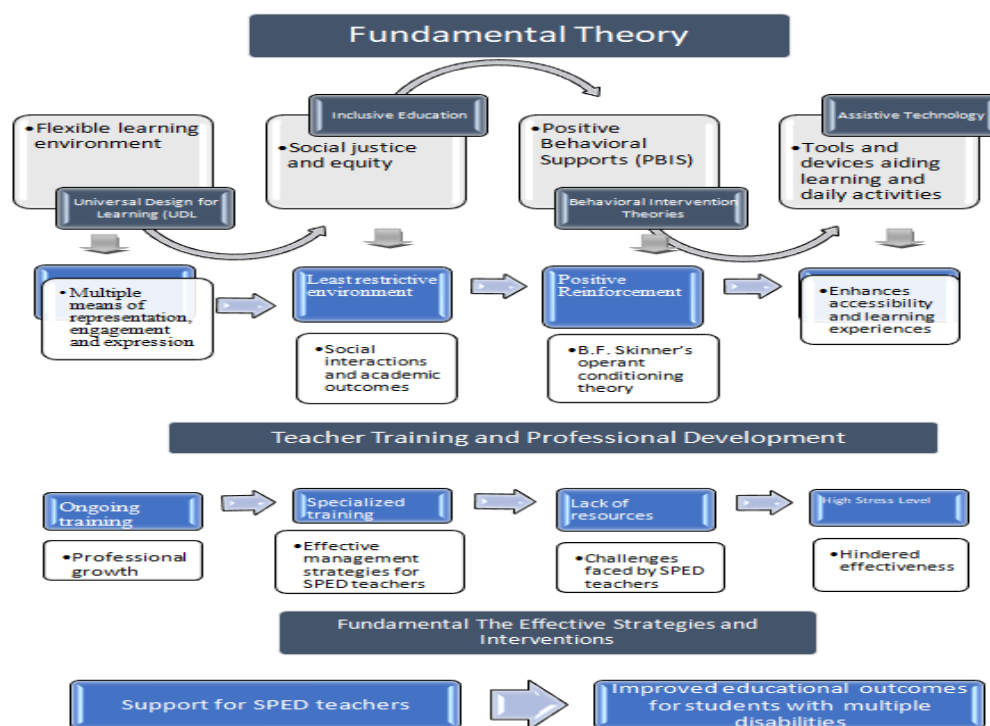 Fundamental Theory
•Flexible learning
environment
Universal Design for
Learning (UDL
Inclusive Education
•Social justice
and equity
•Positive
Behavioral
Supports (PBIS)
Behavioral Intervention
Theories
Assistive Technology
•Tools and
devices aiding
learning and
daily activities
•Multiple
means of
representation,
engagement
and expression
Least restrictive
environment
•Social
interactions
and academic
outcomes
Positive
Reinforcement
•B.F. Skinner's
operant
conditioning
theory
•Enhances
accessibility
and learning
experiences
Teacher Training and Professional Development
Ongoing
training
•Professional
growth
Specialized
training
•Effective
management
strategies for
SPED teachers
Lack of
resources
•Challenges
faced by SPED
teachers
High Stress Level
•Hindered
effectiveness
Fundamental The Effective Strategies and
Interventions
Support for SPED teachers
Improved educational outcomes
for students with multiple
disabilities